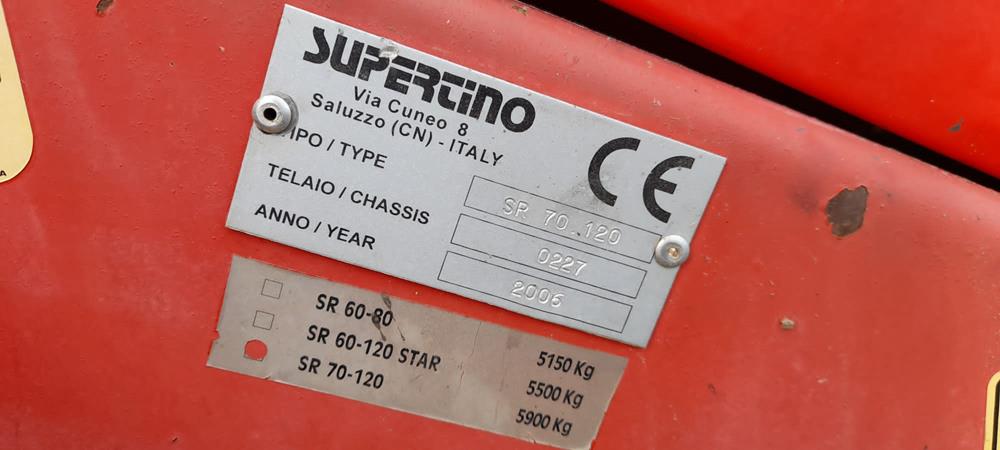 SUPERTINO
Via Cuneo 8
Saluzzo (CN) - ITALY
TIPO / TYPE SR 70.120
TELAIO / CHASSIS 0227
ANNO / YEAR 2006
CE
SR 60-80 5150 Kg
SR 60-120 STAR 5500 Kg
SR 70-120 5900 Kg